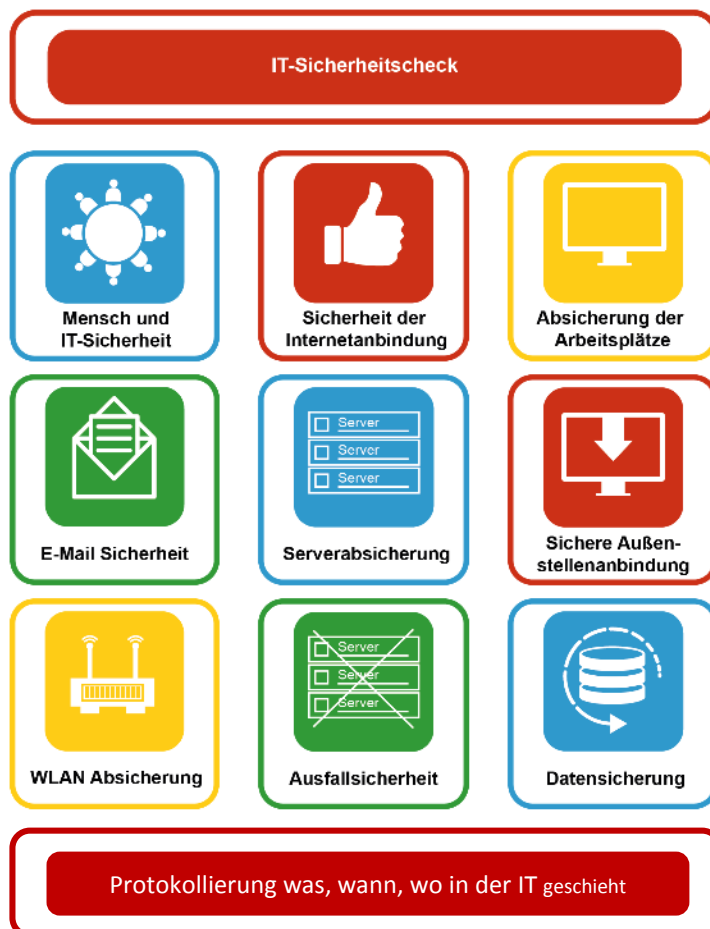 IT-Sicherheitscheck
Mensch und
IT-Sicherheit
Sicherheit der
Internetanbindung
Absicherung der
Arbeitsplätze
Server
Server
Server
E-Mail Sicherheit
Serverabsicherung
Sichere Außen-
stellenanbindung
Server
Server
Server
WLAN Absicherung
Ausfallsicherheit
Datensicherung
Protokollierung was, wann, wo in der IT geschieht